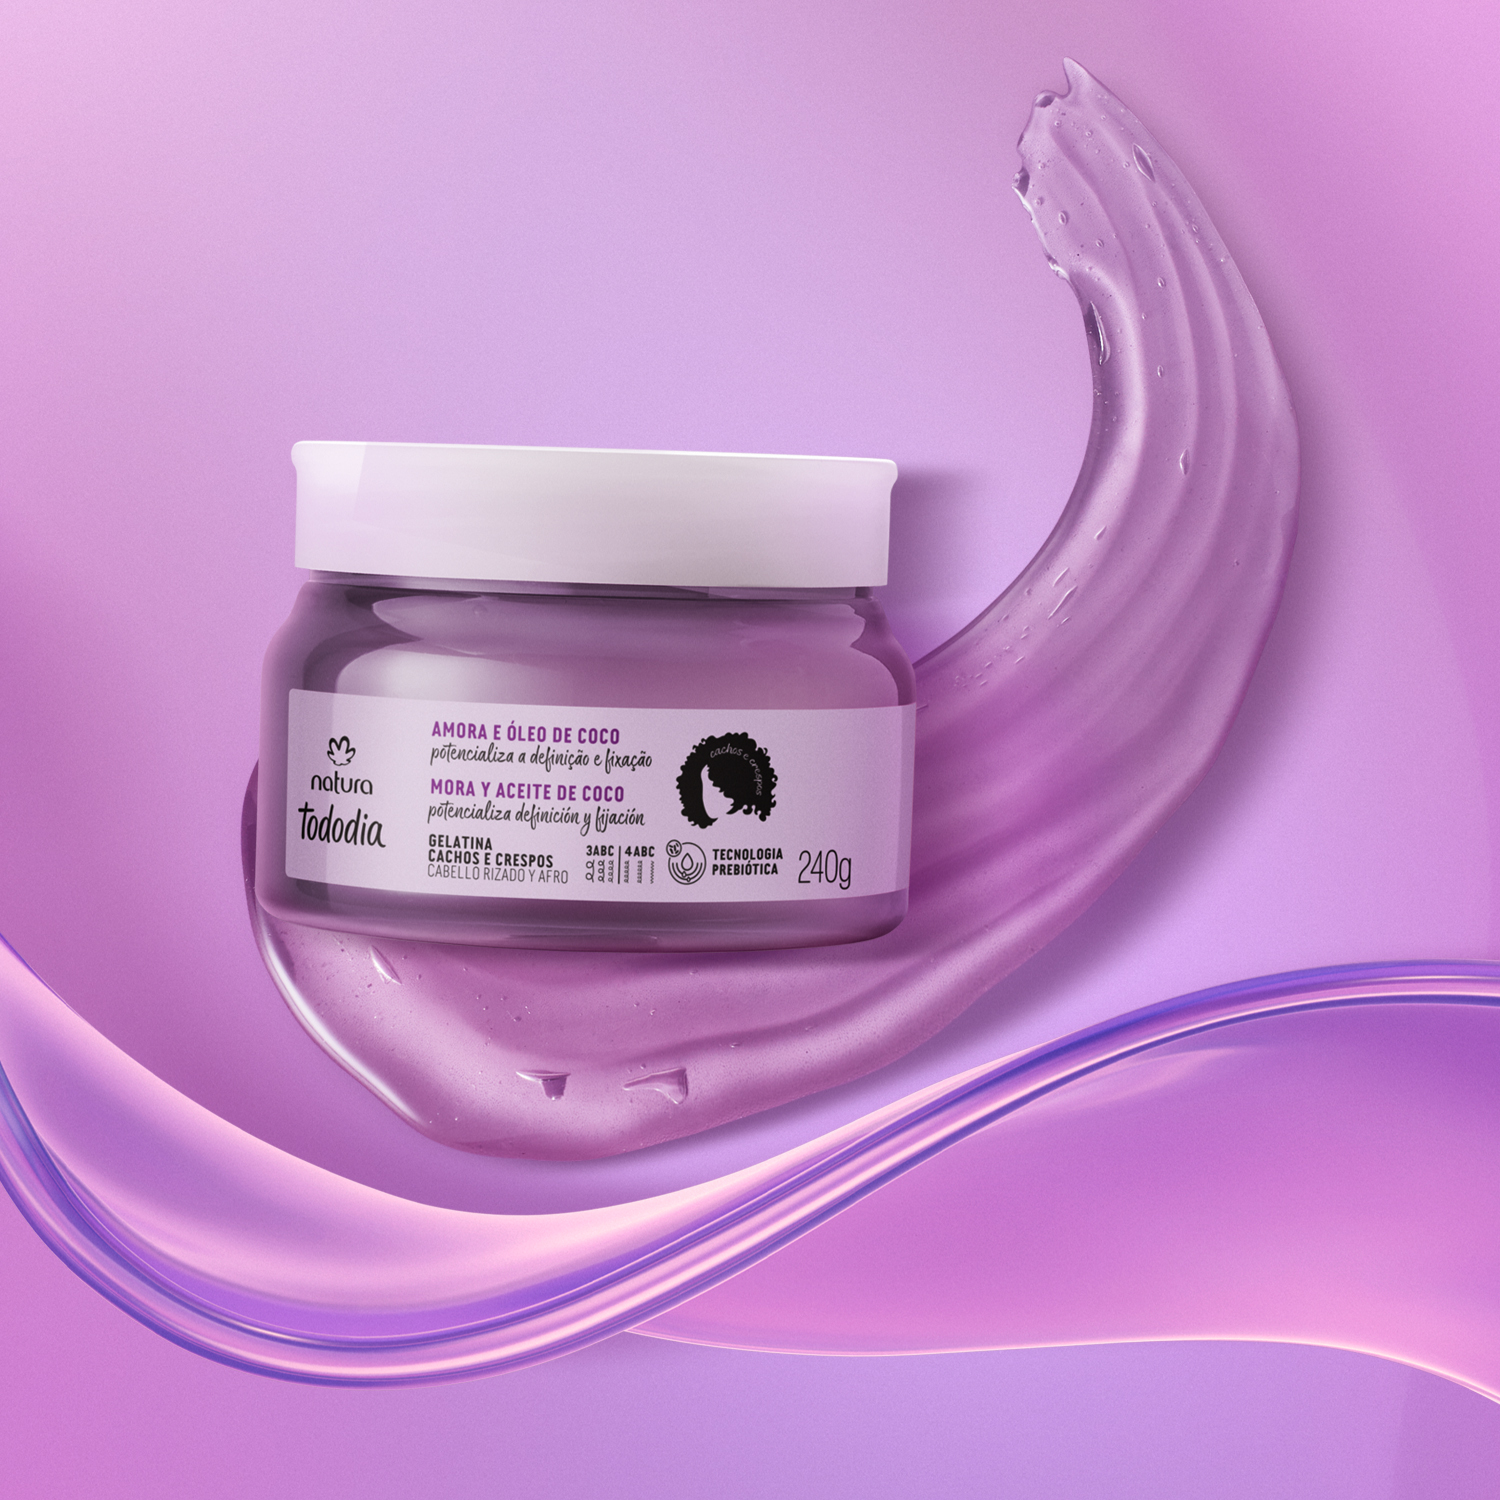 natura
tododia
AMORA E ÓLEO DE COCO
potencializa a definição e fixação
MORA Y ACEITE DE COCO
potencializa definición y fijación
GELATINA
CACHOS E CRESPOS
CABELLO RIZADO Y AFRO
3ABC | 4ABC
TECNOLOGIA
PREBIÓTICA
240g
cachos e crespos